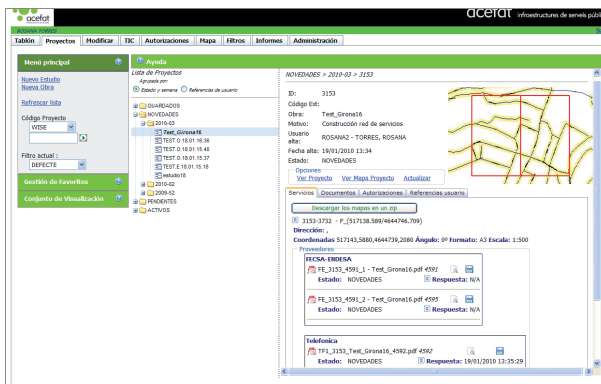 acefat
acefat infraestructures de serveis públ
ROSANA TORRES
Tablón Proyectos Modificar TIC Autorizaciones Mapa Filtros Informes Administración
Menú principal
Nuevo Estudio
Nueva Obra
Refrescar lista
Código Proyecto
WISE
Filtro actual :
DEFECTE
Gestión de Favoritos
Conjunto de Visualización
Ayuda
Lista de Proyectos
Agrupada por:
Estado y semana Referencias de usuario
GUARDADOS
NOVEDADES
2010-03
Test_Girona16
TEST.O.18.01.16.36
TEST.O.18.01.15.40
TEST.O.18.01.15.37
TEST.E.18.01.15.18
estudio18
2010-02
2009-52
PENDIENTES
ACTIVOS
NOVEDADES > 2010-03 > 3153
ID: 3153
Código Ext:
Obra: Test_Girona16
Motivo: Construcción red de servicios
Usuario alta: ROSANA2 - TORRES, ROSANA
Fecha alta: 19/01/2010 13:34
Estado: NOVEDADES
Opciones
Ver Proyecto Ver Mapa Proyecto Actualizar
Servicios Documentos Autorizaciones Referencias usuario
Descargar los mapas en un zip
3153-3732 - P_(517138.589/4644746.709)
Dirección: ,
Coordenadas 517143,5880,4644739,2080 Ángulo: 0º Formato: A3 Escala: 1:500
Proveedores
FECSA-ENDESA
FE_3153_4591_1 - Test_Girona16.pdf 4591
Estado: NOVEDADES Respuesta: N/A
FE_3153_4591_2 - Test_Girona16.pdf 4595
Estado: NOVEDADES Respuesta: N/A
Telefonica
TF1_3153_Test_Girona16_4592.pdf 4592
Estado: NOVEDADES Respuesta: 19/01/2010 13:35:29